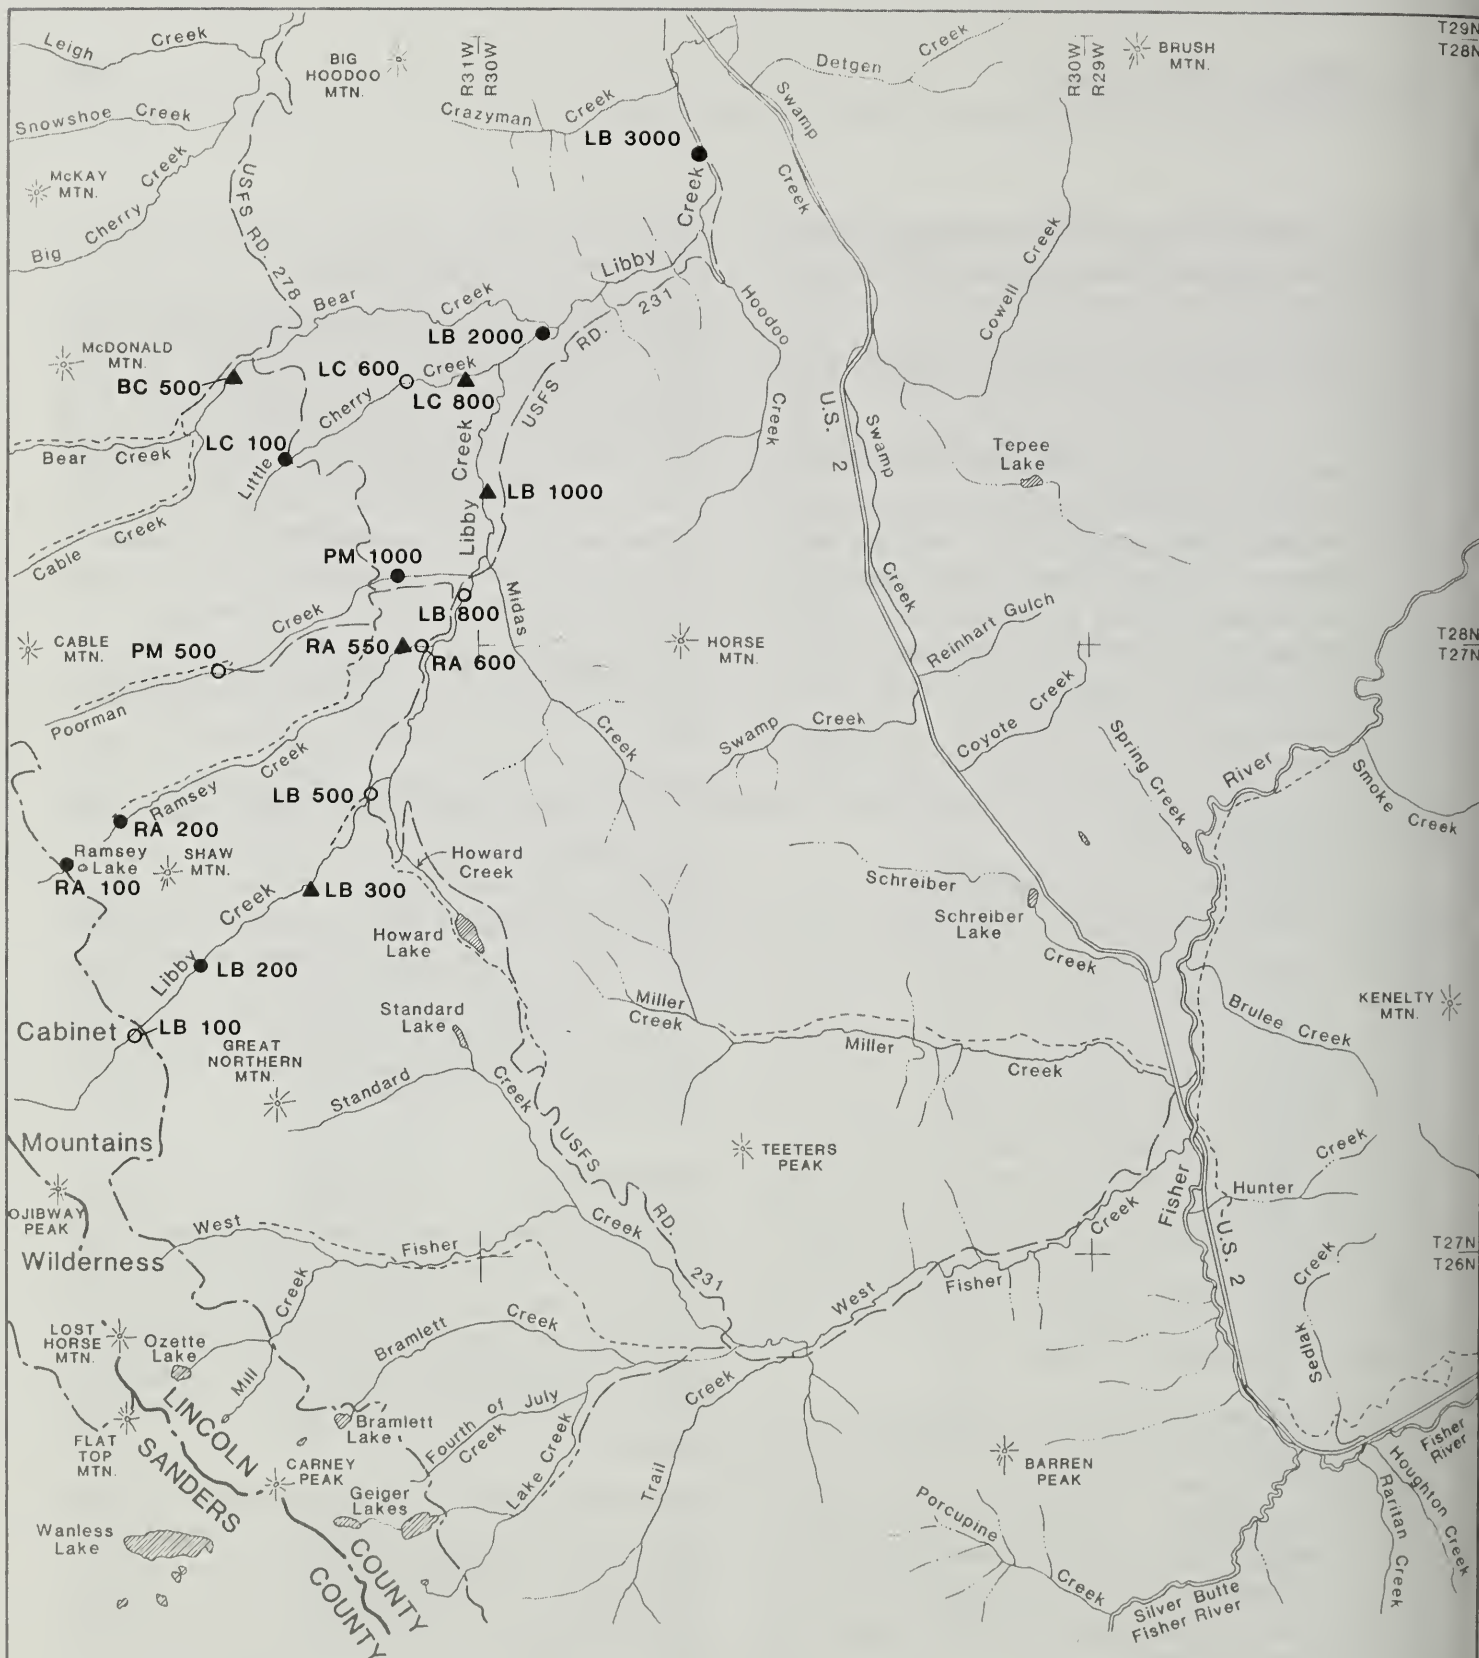 Leigh Creek
BIG
HOODOO
MTN.
R31W
R30W
Detgen Creek
R30W
R29W
BRUSH
MTN.
T29N
T28N
Snowshoe Creek
Crazyman Creek
LB 3000
Swamp
Creek
McKAY
MTN.
Big Cherry Creek
USFS RD. 278
Creek
Libby
231
RD.
USFS
Hoodoo
Creek
Cowell Creek
Bear Creek
LB 2000
McDONALD
MTN.
BC 500
LC 600
Creek
LC 800
Cherry
Little
LC 100
Bear Creek
Cable Creek
Libby Creek
LB 1000
U.S. 2
Swamp
Creek
Tepee
Lake
PM 1000
LB 800
Midas
Creek
Poorman Creek
CABLE
MTN.
PM 500
RA 550
RA 600
HORSE
MTN.
Reinhart Gulch
T28N
T27N
Swamp Creek
Coyote Creek
Spring Creek
River
Smoke Creek
Ramsey Creek
LB 500
RA 200
Ramsey
Lake
SHAW
MTN.
RA 100
Howard
Creek
LB 300
Libby Creek
Howard
Lake
LB 200
Schreiber
Schreiber
Lake
Creek
Cabinet
LB 100
GREAT
NORTHERN
MTN.
Standard
Lake
Miller
Creek
Miller Creek
Brulee Creek
KENELTY
MTN.
Standard
Creek
Mountains
USFS
RD.
231
TEETERS
PEAK
OJIBWAY
PEAK
Creek
Fisher
Hunter Creek
West Fisher
Creek
U.S. 2
Wilderness
T27N
T26N
West Fisher Creek
Sedlak Creek
LOST
HORSE
MTN.
Ozette
Lake
Mill Creek
Bramlett Creek
Creek
Trail
Bramlett
Lake
Fourth of July
Creek
Lake Creek
FLAT
TOP
MTN.
LINCOLN
SANDERS
CARNEY
PEAK
Geiger
Lakes
COUNTY
COUNTY
Wanless
Lake
BARREN
PEAK
Porcupine
Creek
Silver Butte
Fisher River
Fisher
River
Houghton Creek
Raritan Creek